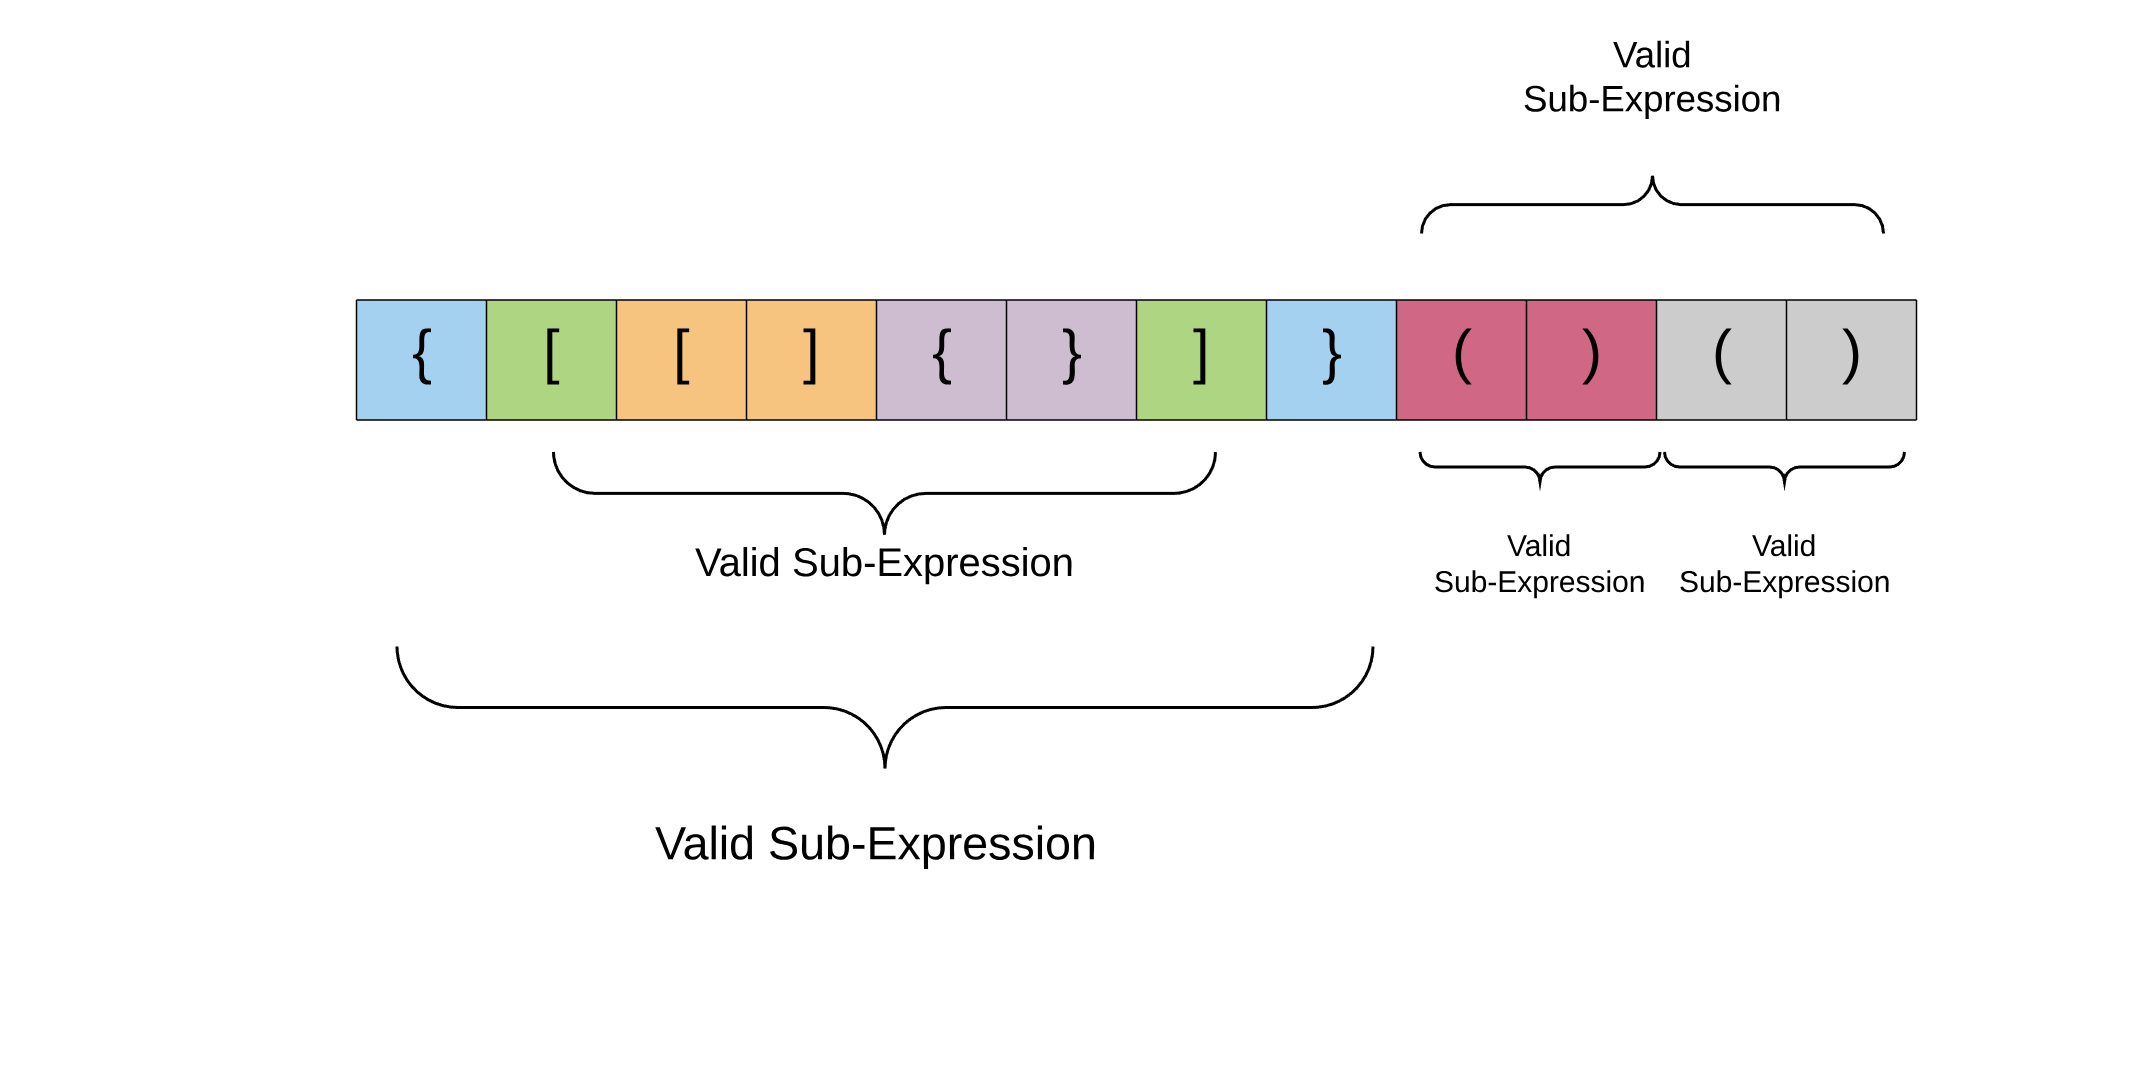 Valid
Sub-Expression
{ [ [ ] { } ] } ( ) ( )
Valid Sub-Expression
Valid
Sub-Expression
Valid
Sub-Expression
Valid Sub-Expression